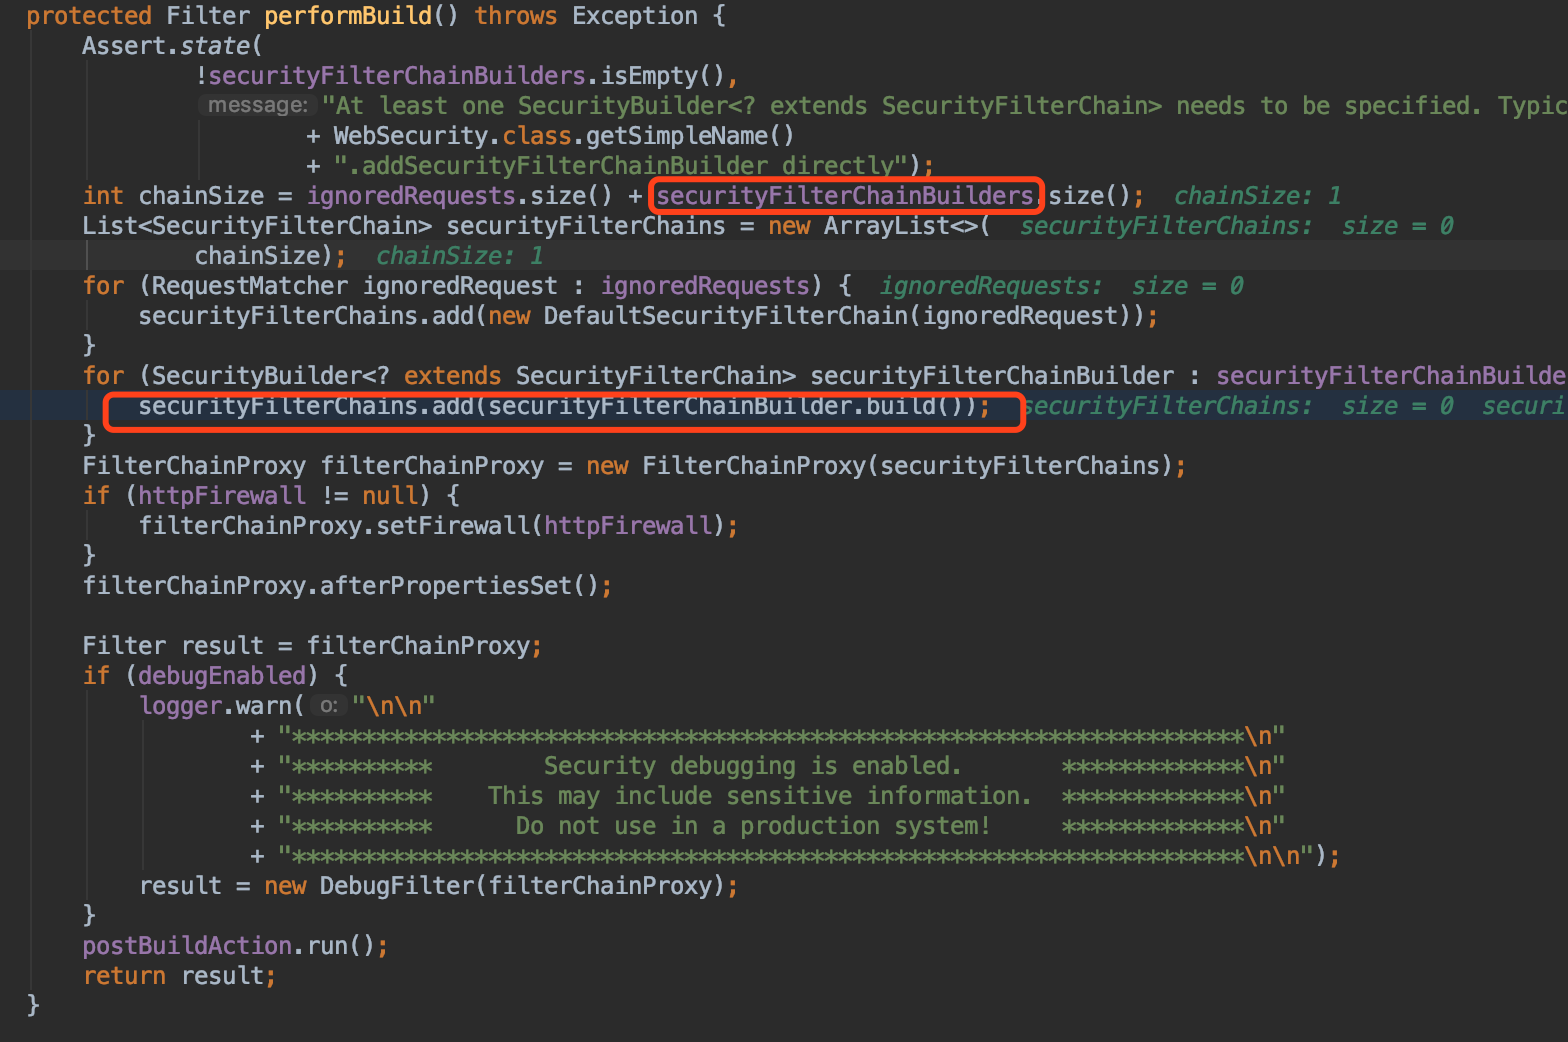 protected Filter performBuild() throws Exception {
Assert.state(
!securityFilterChainBuilders.isEmpty(),
message: "At least one SecurityBuilder<? extends SecurityFilterChain> needs to be specified. Typic
+ WebSecurity.class.getSimpleName()
+ ".addSecurityFilterChainBuilder directly");
int chainSize = ignoredRequests.size() + securityFilterChainBuilders.size(); chainSize: 1
List<SecurityFilterChain> securityFilterChains = new ArrayList<>( securityFilterChains: size = 0
chainSize); chainSize: 1
for (RequestMatcher ignoredRequest : ignoredRequests) { ignoredRequests: size = 0
securityFilterChains.add(new DefaultSecurityFilterChain(ignoredRequest));
}
for (SecurityBuilder<? extends SecurityFilterChain> securityFilterChainBuilder : securityFilterChainBuilde
securityFilterChains.add(securityFilterChainBuilder.build()); securityFilterChains: size = 0 securi
}
FilterChainProxy filterChainProxy = new FilterChainProxy(securityFilterChains);
if (httpFirewall != null) {
filterChainProxy.setFirewall(httpFirewall);
}
filterChainProxy.afterPropertiesSet();
Filter result = filterChainProxy;
if (debugEnabled) {
logger.warn( o: "\n\n"
+ "********************************************************************\n"
+ "**********        Security debugging is enabled.       *************\n"
+ "**********    This may include sensitive information.  *************\n"
+ "**********      Do not use in a production system!     *************\n"
+ "********************************************************************\n\n");
result = new DebugFilter(filterChainProxy);
}
postBuildAction.run();
return result;
}